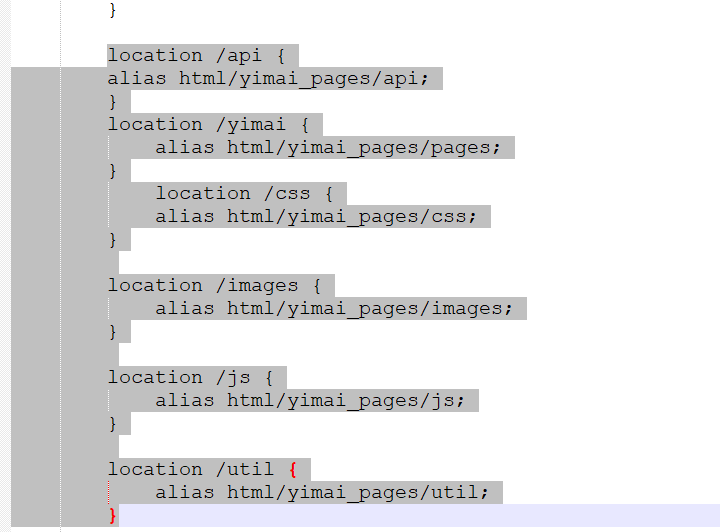 }
location /api {
alias html/yimai_pages/api;
}
location /yimai {
alias html/yimai_pages/pages;
}
location /css {
alias html/yimai_pages/css;
}
location /images {
alias html/yimai_pages/images;
}
location /js {
alias html/yimai_pages/js;
}
location /util {
alias html/yimai_pages/util;
}